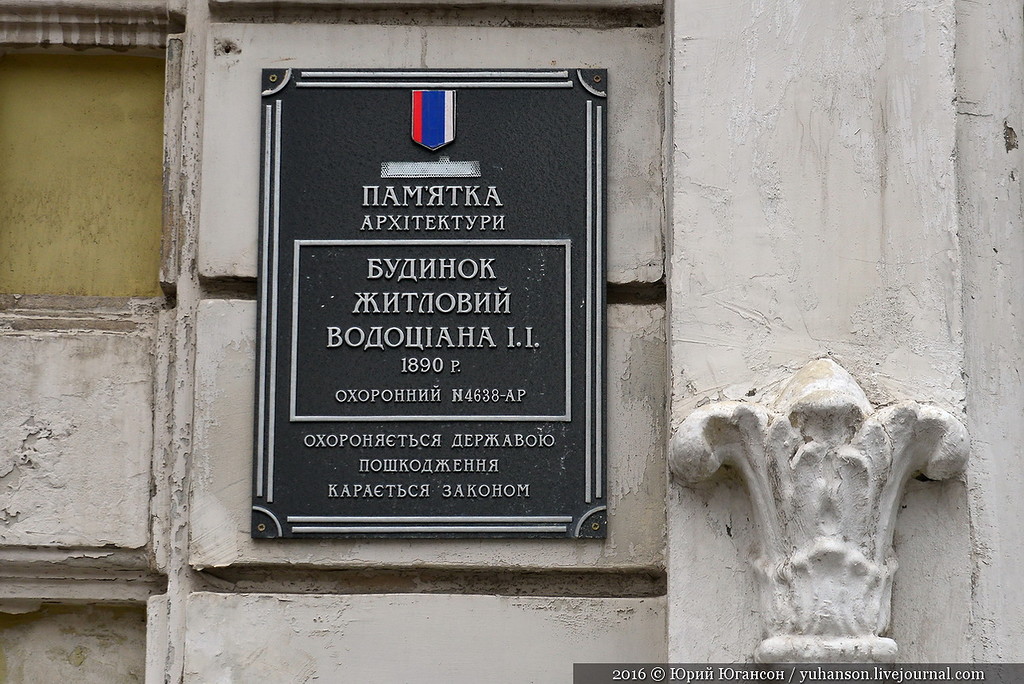 ПАМ'ЯТКА
АРХІТЕКТУРИ
БУДИНОК
ЖИТЛОВИЙ
ВОДОЦІАНА І.І.
1890 Р.
ОХОРОННИЙ №4638-АР
ОХОРОНЯЄТЬСЯ ДЕРЖАВОЮ
ПОШКОДЖЕННЯ
КАРАЄТЬСЯ ЗАКОНОМ
2016 © Юрий Югансон / yuhanson.livejournal.com